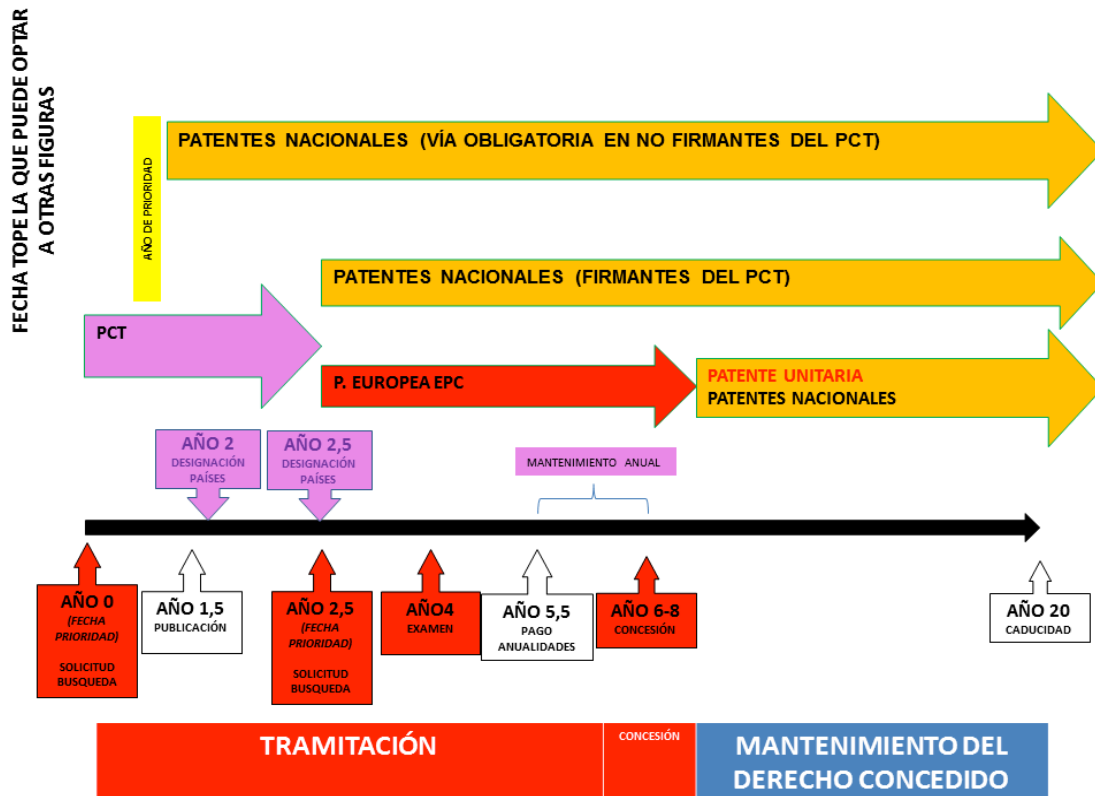 FECHA TOPE LA QUE PUEDE OPTAR
A OTRAS FIGURAS
AÑO DE PRIORIDAD
PATENTES NACIONALES (VÍA OBLIGATORIA EN NO FIRMANTES DEL PCT)
PATENTES NACIONALES (FIRMANTES DEL PCT)
PCT
P. EUROPEA EPC
PATENTE UNITARIA
PATENTES NACIONALES
AÑO 2
DESIGNACIÓN
PAÍSES
AÑO 2,5
DESIGNACIÓN
PAÍSES
MANTENIMIENTO ANUAL
AÑO 0
(FECHA
PRIORIDAD)
SOLICITUD
BUSQUEDA
AÑO 1,5
PUBLICACIÓN
AÑO 2,5
(FECHA
PRIORIDAD)
SOLICITUD
BUSQUEDA
AÑO4
EXAMEN
AÑO 5,5
PAGO
ANUALIDADES
AÑO 6-8
CONCESIÓN
AÑO 20
CADUCIDAD
TRAMITACIÓN
CONCESIÓN
MANTENIMIENTO DEL
DERECHO CONCEDIDO